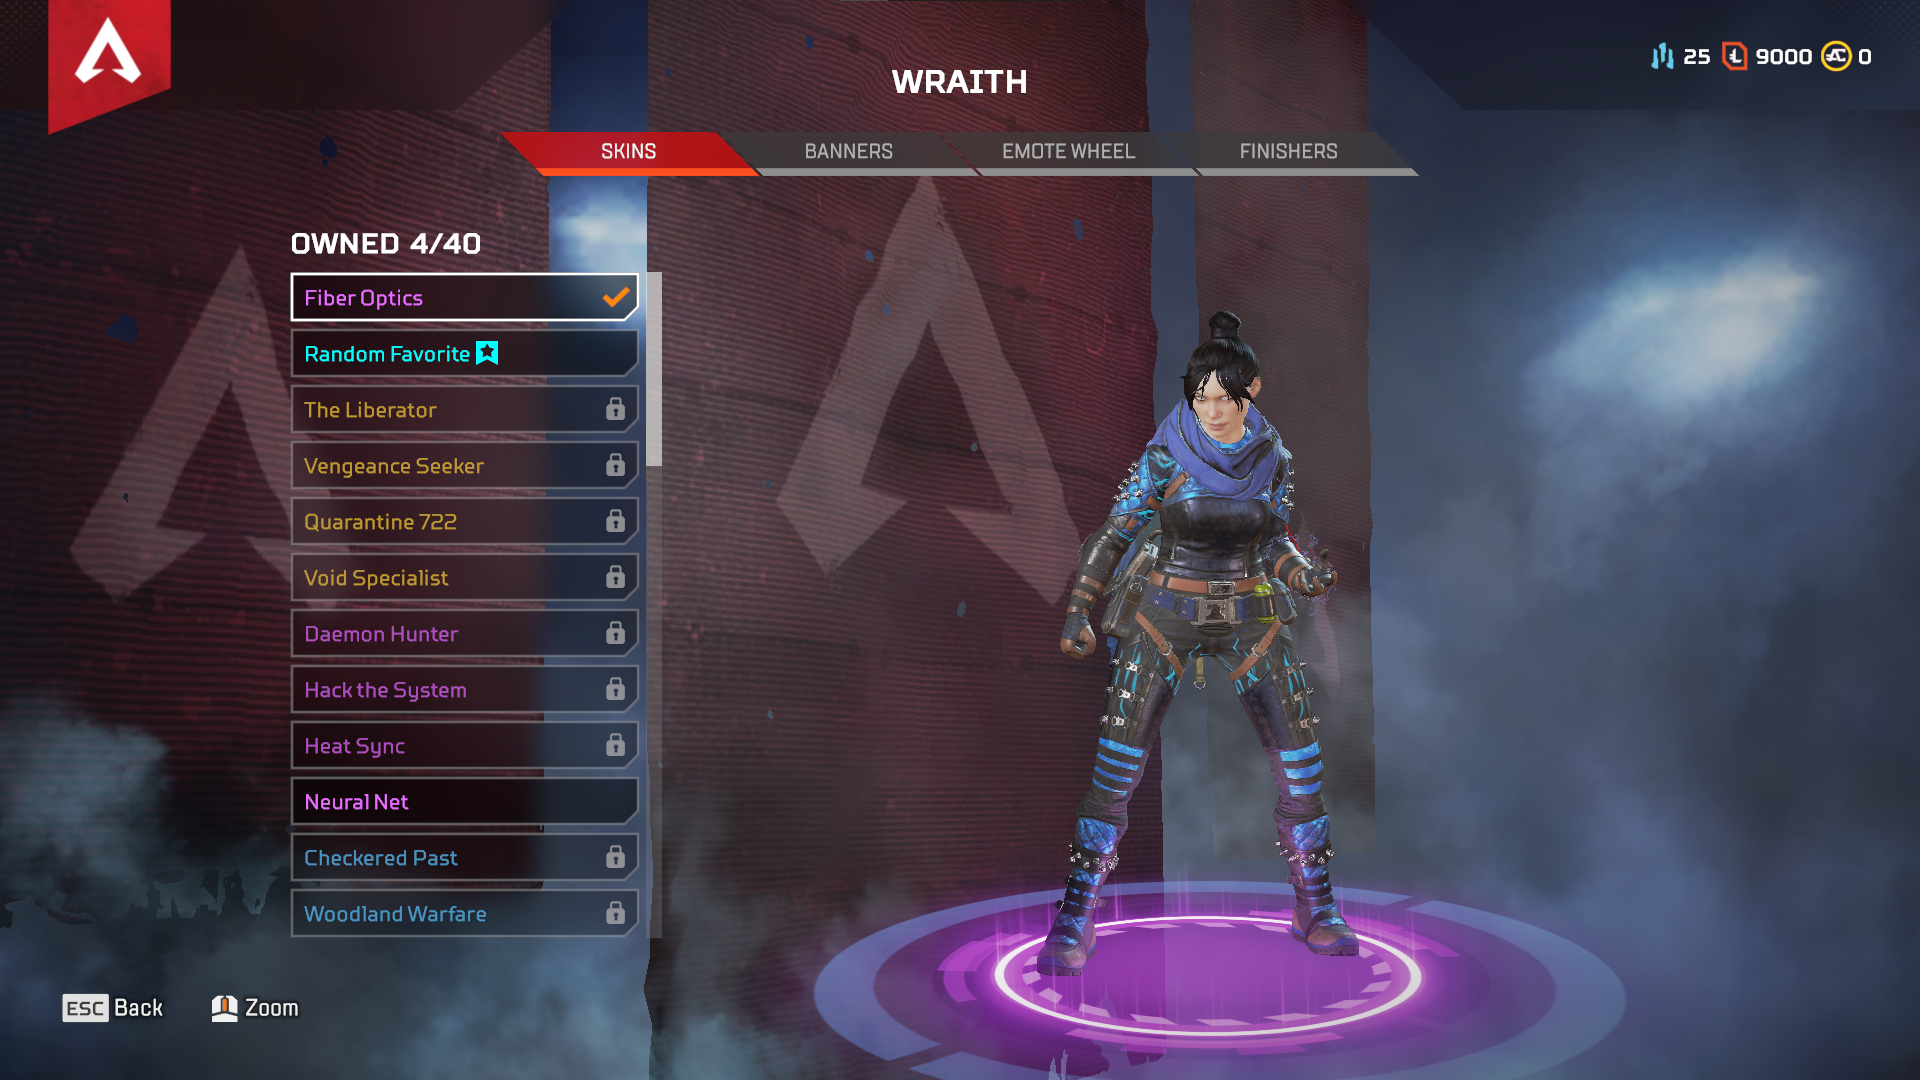 25 9000 0
WRAITH
SKINS BANNERS EMOTE WHEEL FINISHERS
OWNED 4/40
Fiber Optics
Random Favorite
The Liberator
Vengeance Seeker
Quarantine 722
Void Specialist
Daemon Hunter
Hack the System
Heat Sync
Neural Net
Checkered Past
Woodland Warfare
ESC Back Zoom